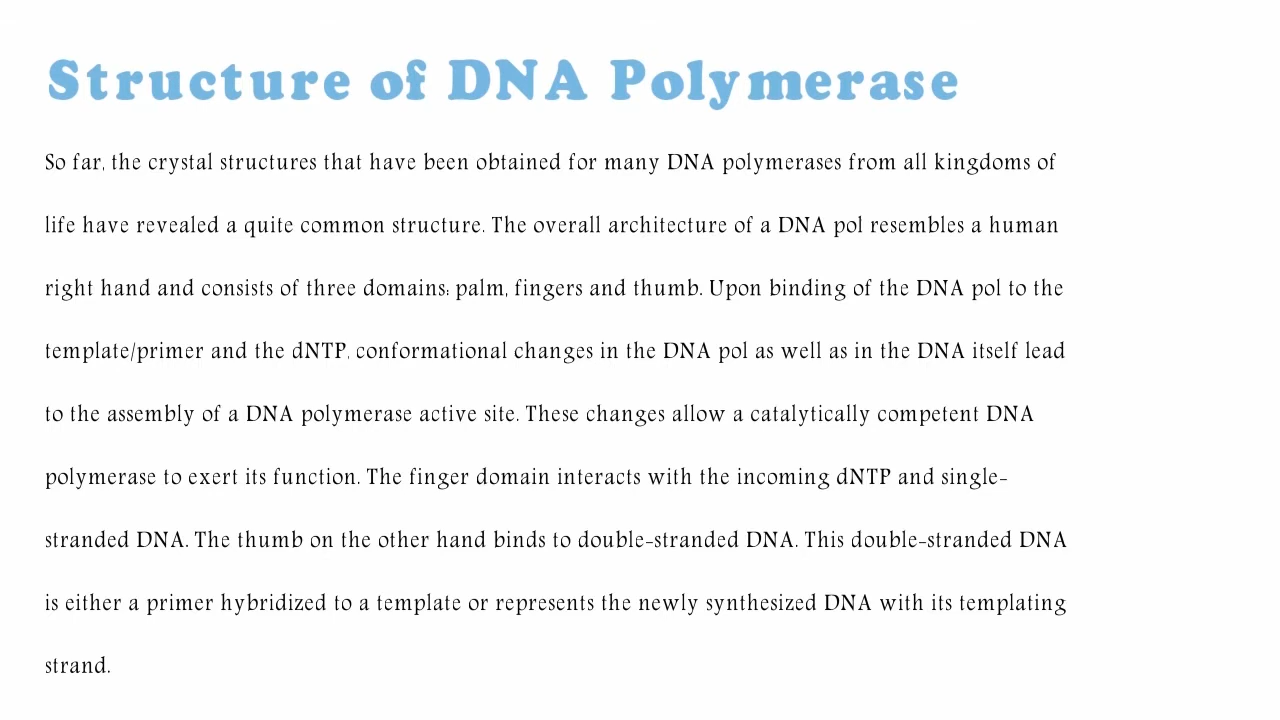 Structure of DNA Polymerase
So far, the crystal structures that have been obtained for many DNA polymerases from all kingdoms of
life have revealed a quite common structure. The overall architecture of a DNA pol resembles a human
right hand and consists of three domains: palm, fingers and thumb. Upon binding of the DNA pol to the
template/primer and the dNTP, conformational changes in the DNA pol as well as in the DNA itself lead
to the assembly of a DNA polymerase active site. These changes allow a catalytically competent DNA
polymerase to exert its function. The finger domain interacts with the incoming dNTP and single-
stranded DNA. The thumb on the other hand binds to double-stranded DNA. This double-stranded DNA
is either a primer hybridized to a template or represents the newly synthesized DNA with its templating
strand.